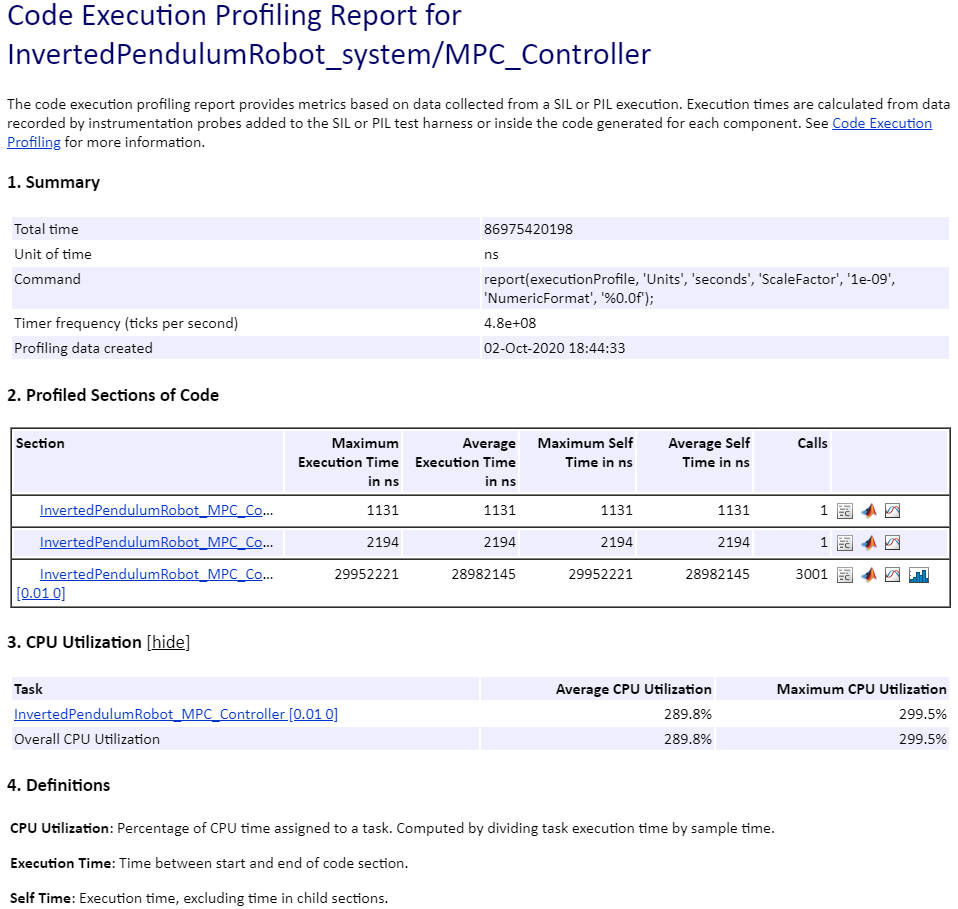 Code Execution Profiling Report for
InvertedPendulumRobot_system/MPC_Controller
The code execution profiling report provides metrics based on data collected from a SIL or PIL execution. Execution times are calculated from data
recorded by instrumentation probes added to the SIL or PIL test harness or inside the code generated for each component. See Code Execution
Profiling for more information.
1. Summary
Total time 86975420198
Unit of time ns
Command report(executionProfile, 'Units', 'seconds', 'ScaleFactor', '1e-09',
'NumericFormat', '%0.0f');
Timer frequency (ticks per second) 4.8e+08
Profiling data created 02-Oct-2020 18:44:33
2. Profiled Sections of Code
Section Maximum Average Maximum Self Average Self Calls
Execution Time Execution Time Time in ns Time in ns
in ns in ns
InvertedPendulumRobot_MPC_Co... 1131 1131 1131 1131 1
InvertedPendulumRobot_MPC_Co... 2194 2194 2194 2194 1
InvertedPendulumRobot_MPC_Co... 29952221 28982145 29952221 28982145 3001
[0.01 0]
3. CPU Utilization [hide]
Task Average CPU Utilization Maximum CPU Utilization
InvertedPendulumRobot_MPC_Controller [0.01 0] 289.8% 299.5%
Overall CPU Utilization 289.8% 299.5%
4. Definitions
CPU Utilization: Percentage of CPU time assigned to a task. Computed by dividing task execution time by sample time.
Execution Time: Time between start and end of code section.
Self Time: Execution time, excluding time in child sections.